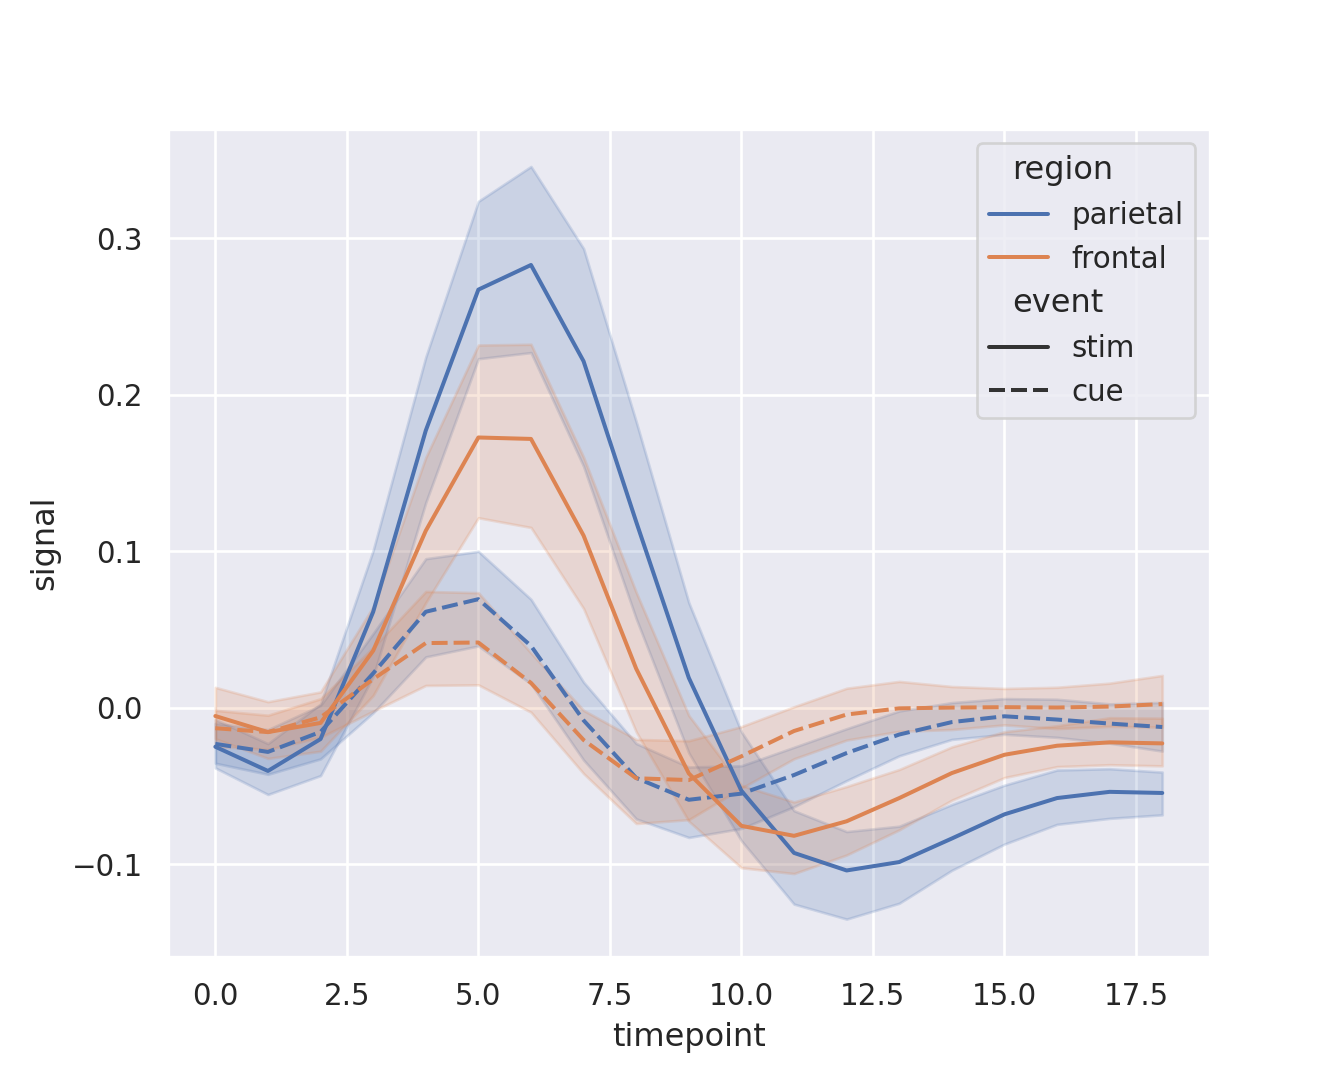 region
parietal
frontal
event
stim
cue
signal
0.3
0.2
0.1
0.0
−0.1
0.0 2.5 5.0 7.5 10.0 12.5 15.0 17.5
timepoint